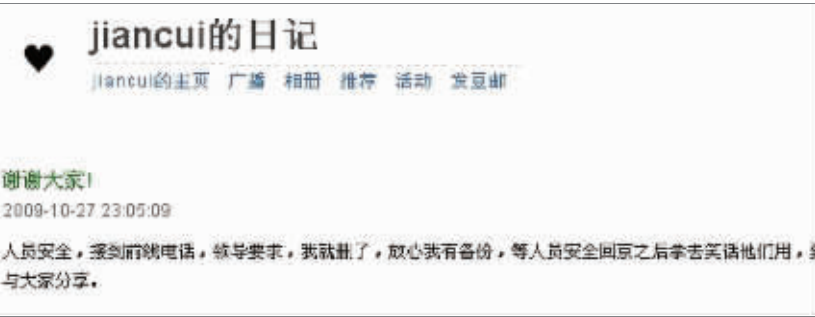 jiancui的日记
jiancui的主页 广播 相册 推荐 活动 发豆邮
谢谢大家!
2009-10-27 23:05:09
人员安全，接到前线电话，领导要求，我就删了，放心我有备份，等人员安全回京之后拿去笑话他们用，
与大家分享。